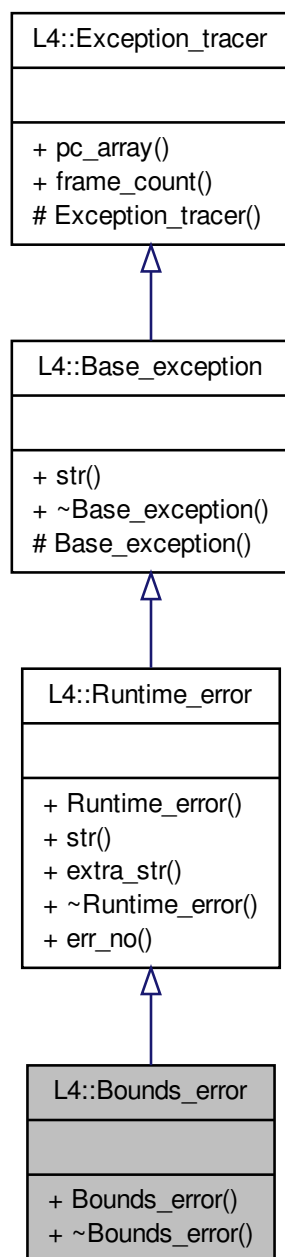 L4::Exception_tracer
+ pc_array()
+ frame_count()
# Exception_tracer()
L4::Base_exception
+ str()
+ ~Base_exception()
# Base_exception()
L4::Runtime_error
+ Runtime_error()
+ str()
+ extra_str()
+ ~Runtime_error()
+ err_no()
L4::Bounds_error
+ Bounds_error()
+ ~Bounds_error()